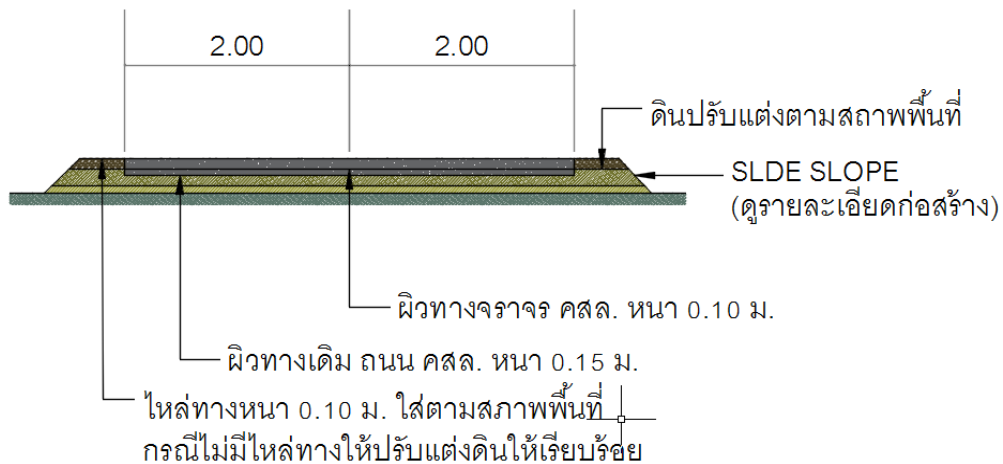 2.00 2.00
ดินปรับแต่งตามสถาพพื้นที่
SLDE SLOPE
(ดูรายละเอียดก่อสร้าง)
ผิวทางจราจร คสล. หนา 0.10 ม.
ผิวทางเดิม ถนน คสล. หนา 0.15 ม.
ไหล่ทางหนา 0.10 ม. ใส่ตามสภาพพื้นที่
กรณีไม่มีไหล่ทางให้ปรับแต่งดินให้เรียบร้อย